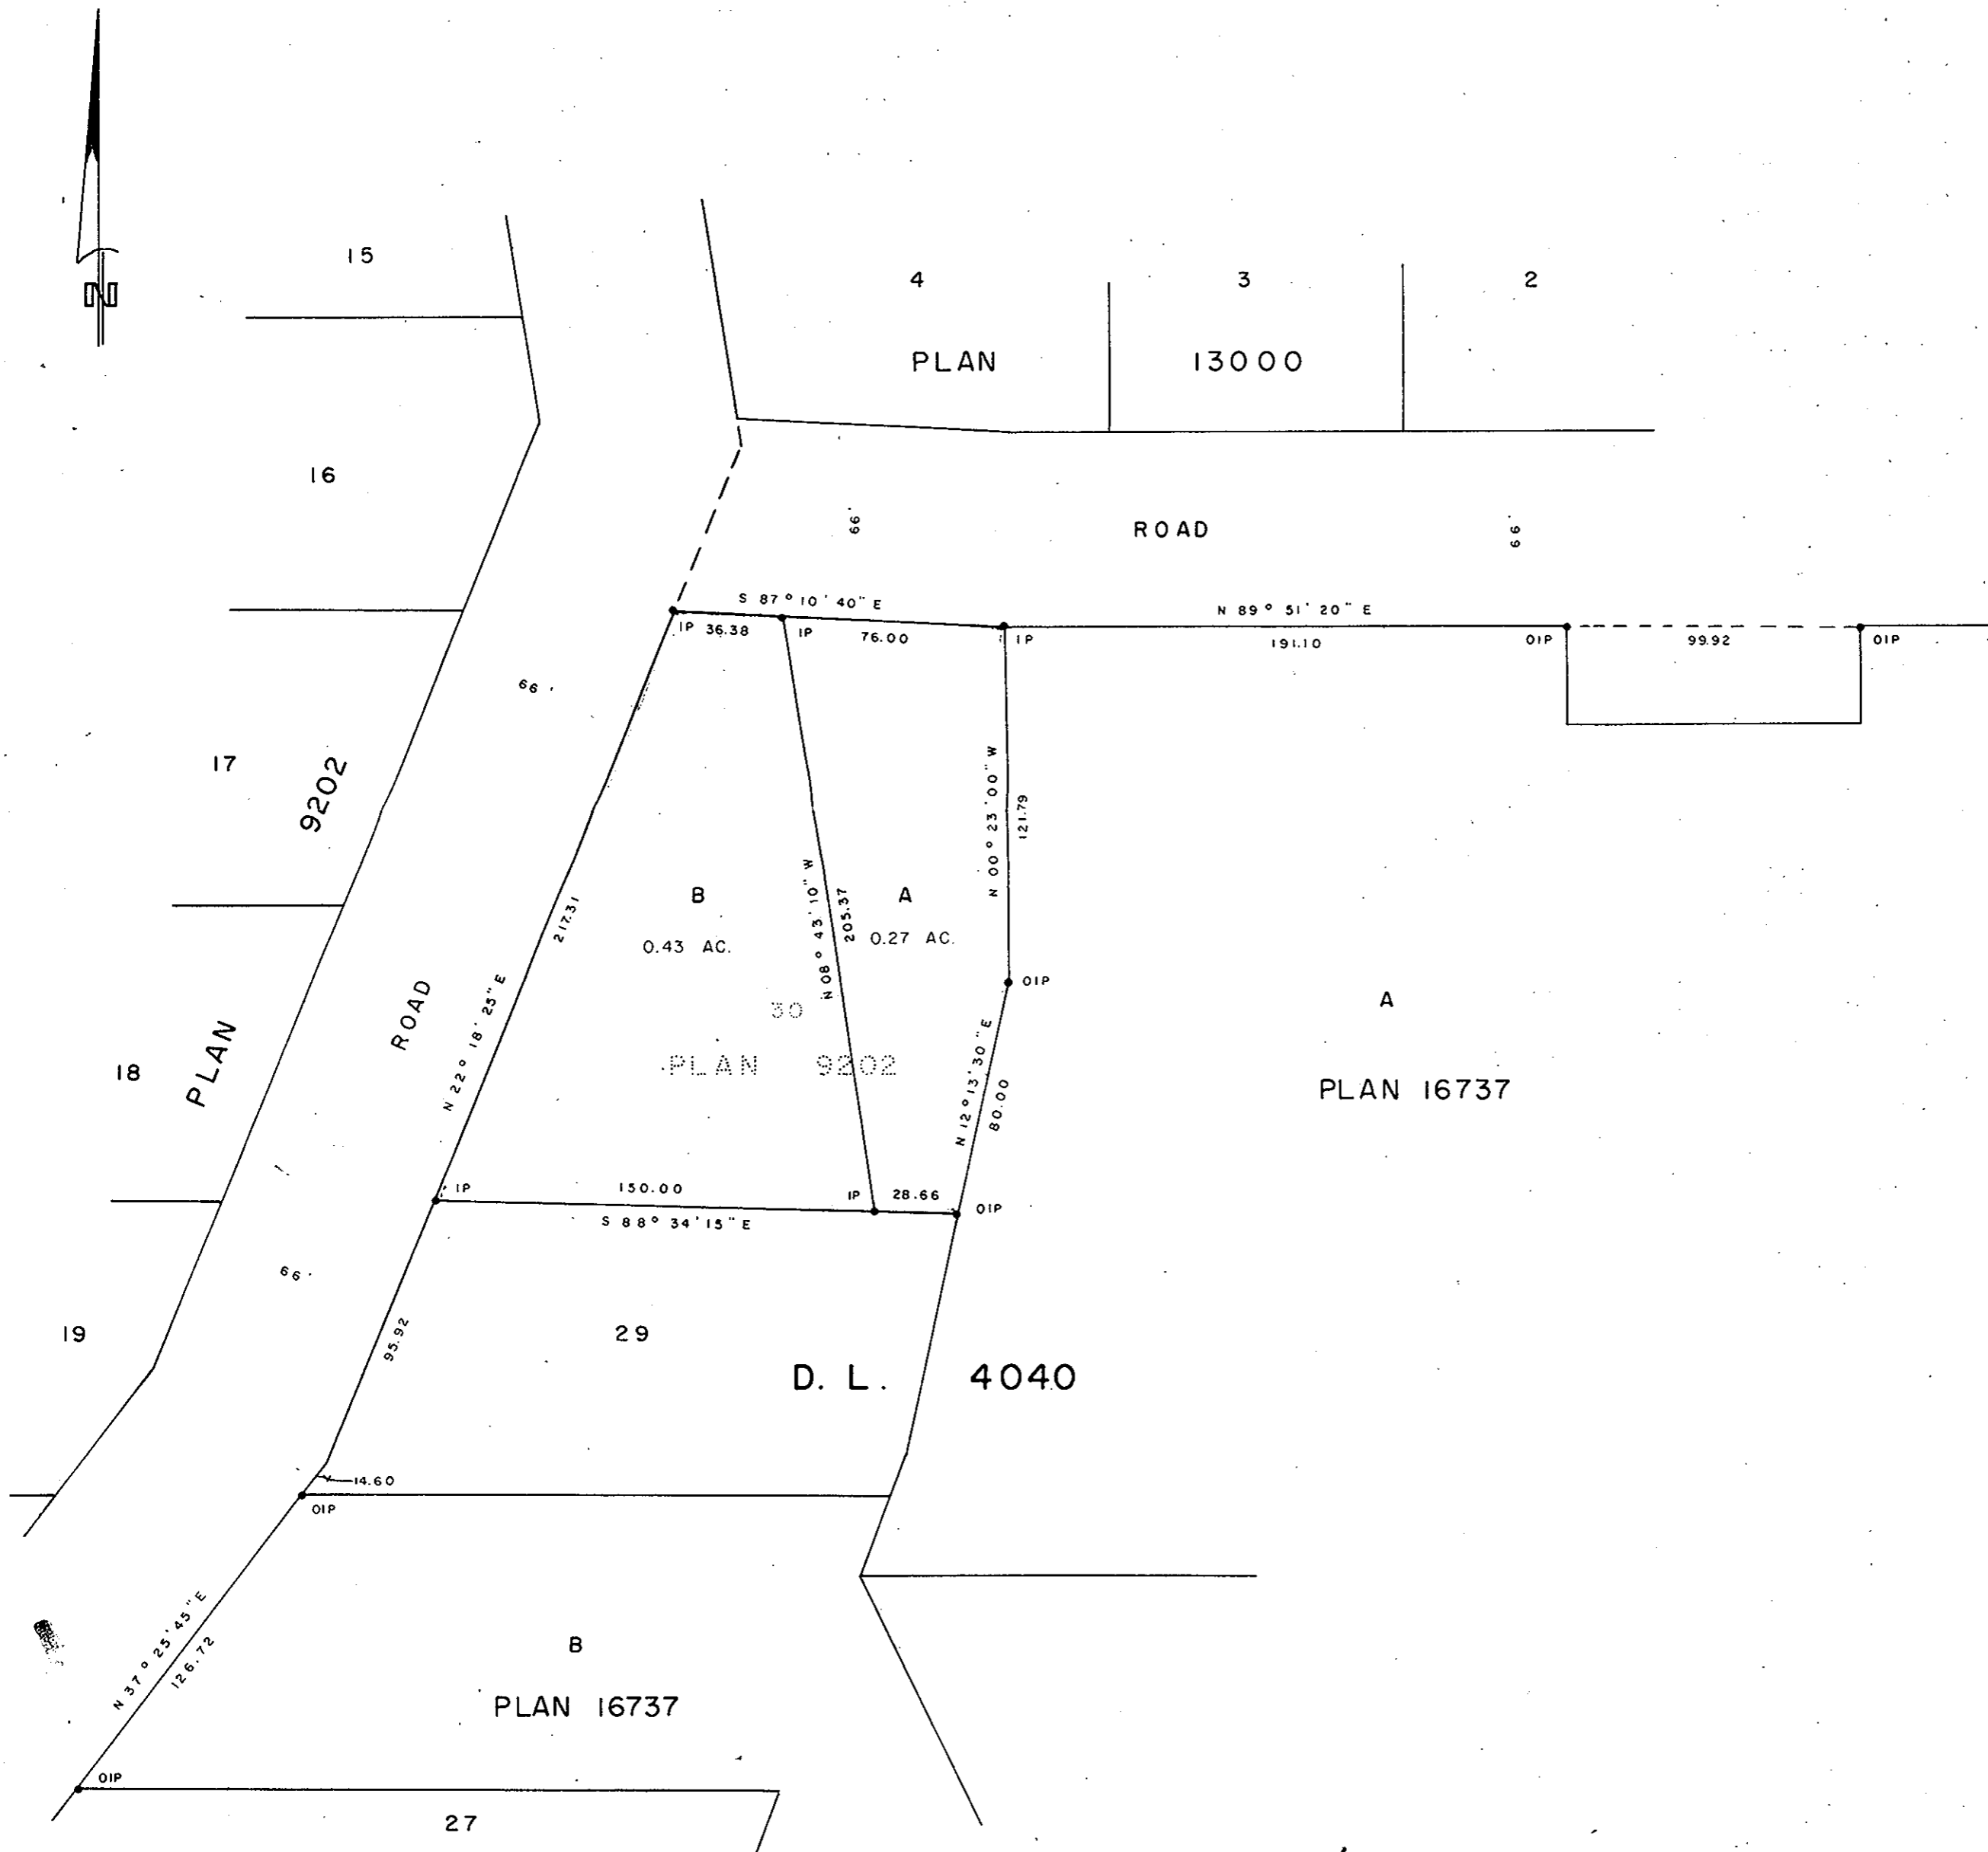 N
15
4
3
2
PLAN 13000
16
66'
ROAD
66'
S 87° 10' 40" E
N 89° 51' 20" E
IP 36.38
IP
76.00
IP
191.10
OIP
99.92
OIP
66'
17
9202
N 00° 23' 00" W
121.79
B
0.43 AC.
A
0.27 AC.
N 08° 43' 10" W
205.37
217.31
N 22° 18' 25" E
OIP
30
PLAN 9202
A
PLAN 16737
18
PLAN
ROAD
N 12° 13' 30" E
80.00
IP
150.00
IP
28.66
OIP
S 88° 34' 15" E
66'
19
95.92
29
D. L. 4040
14.60
OIP
N 37° 25' 45" E
126.72
B
PLAN 16737
OIP
27